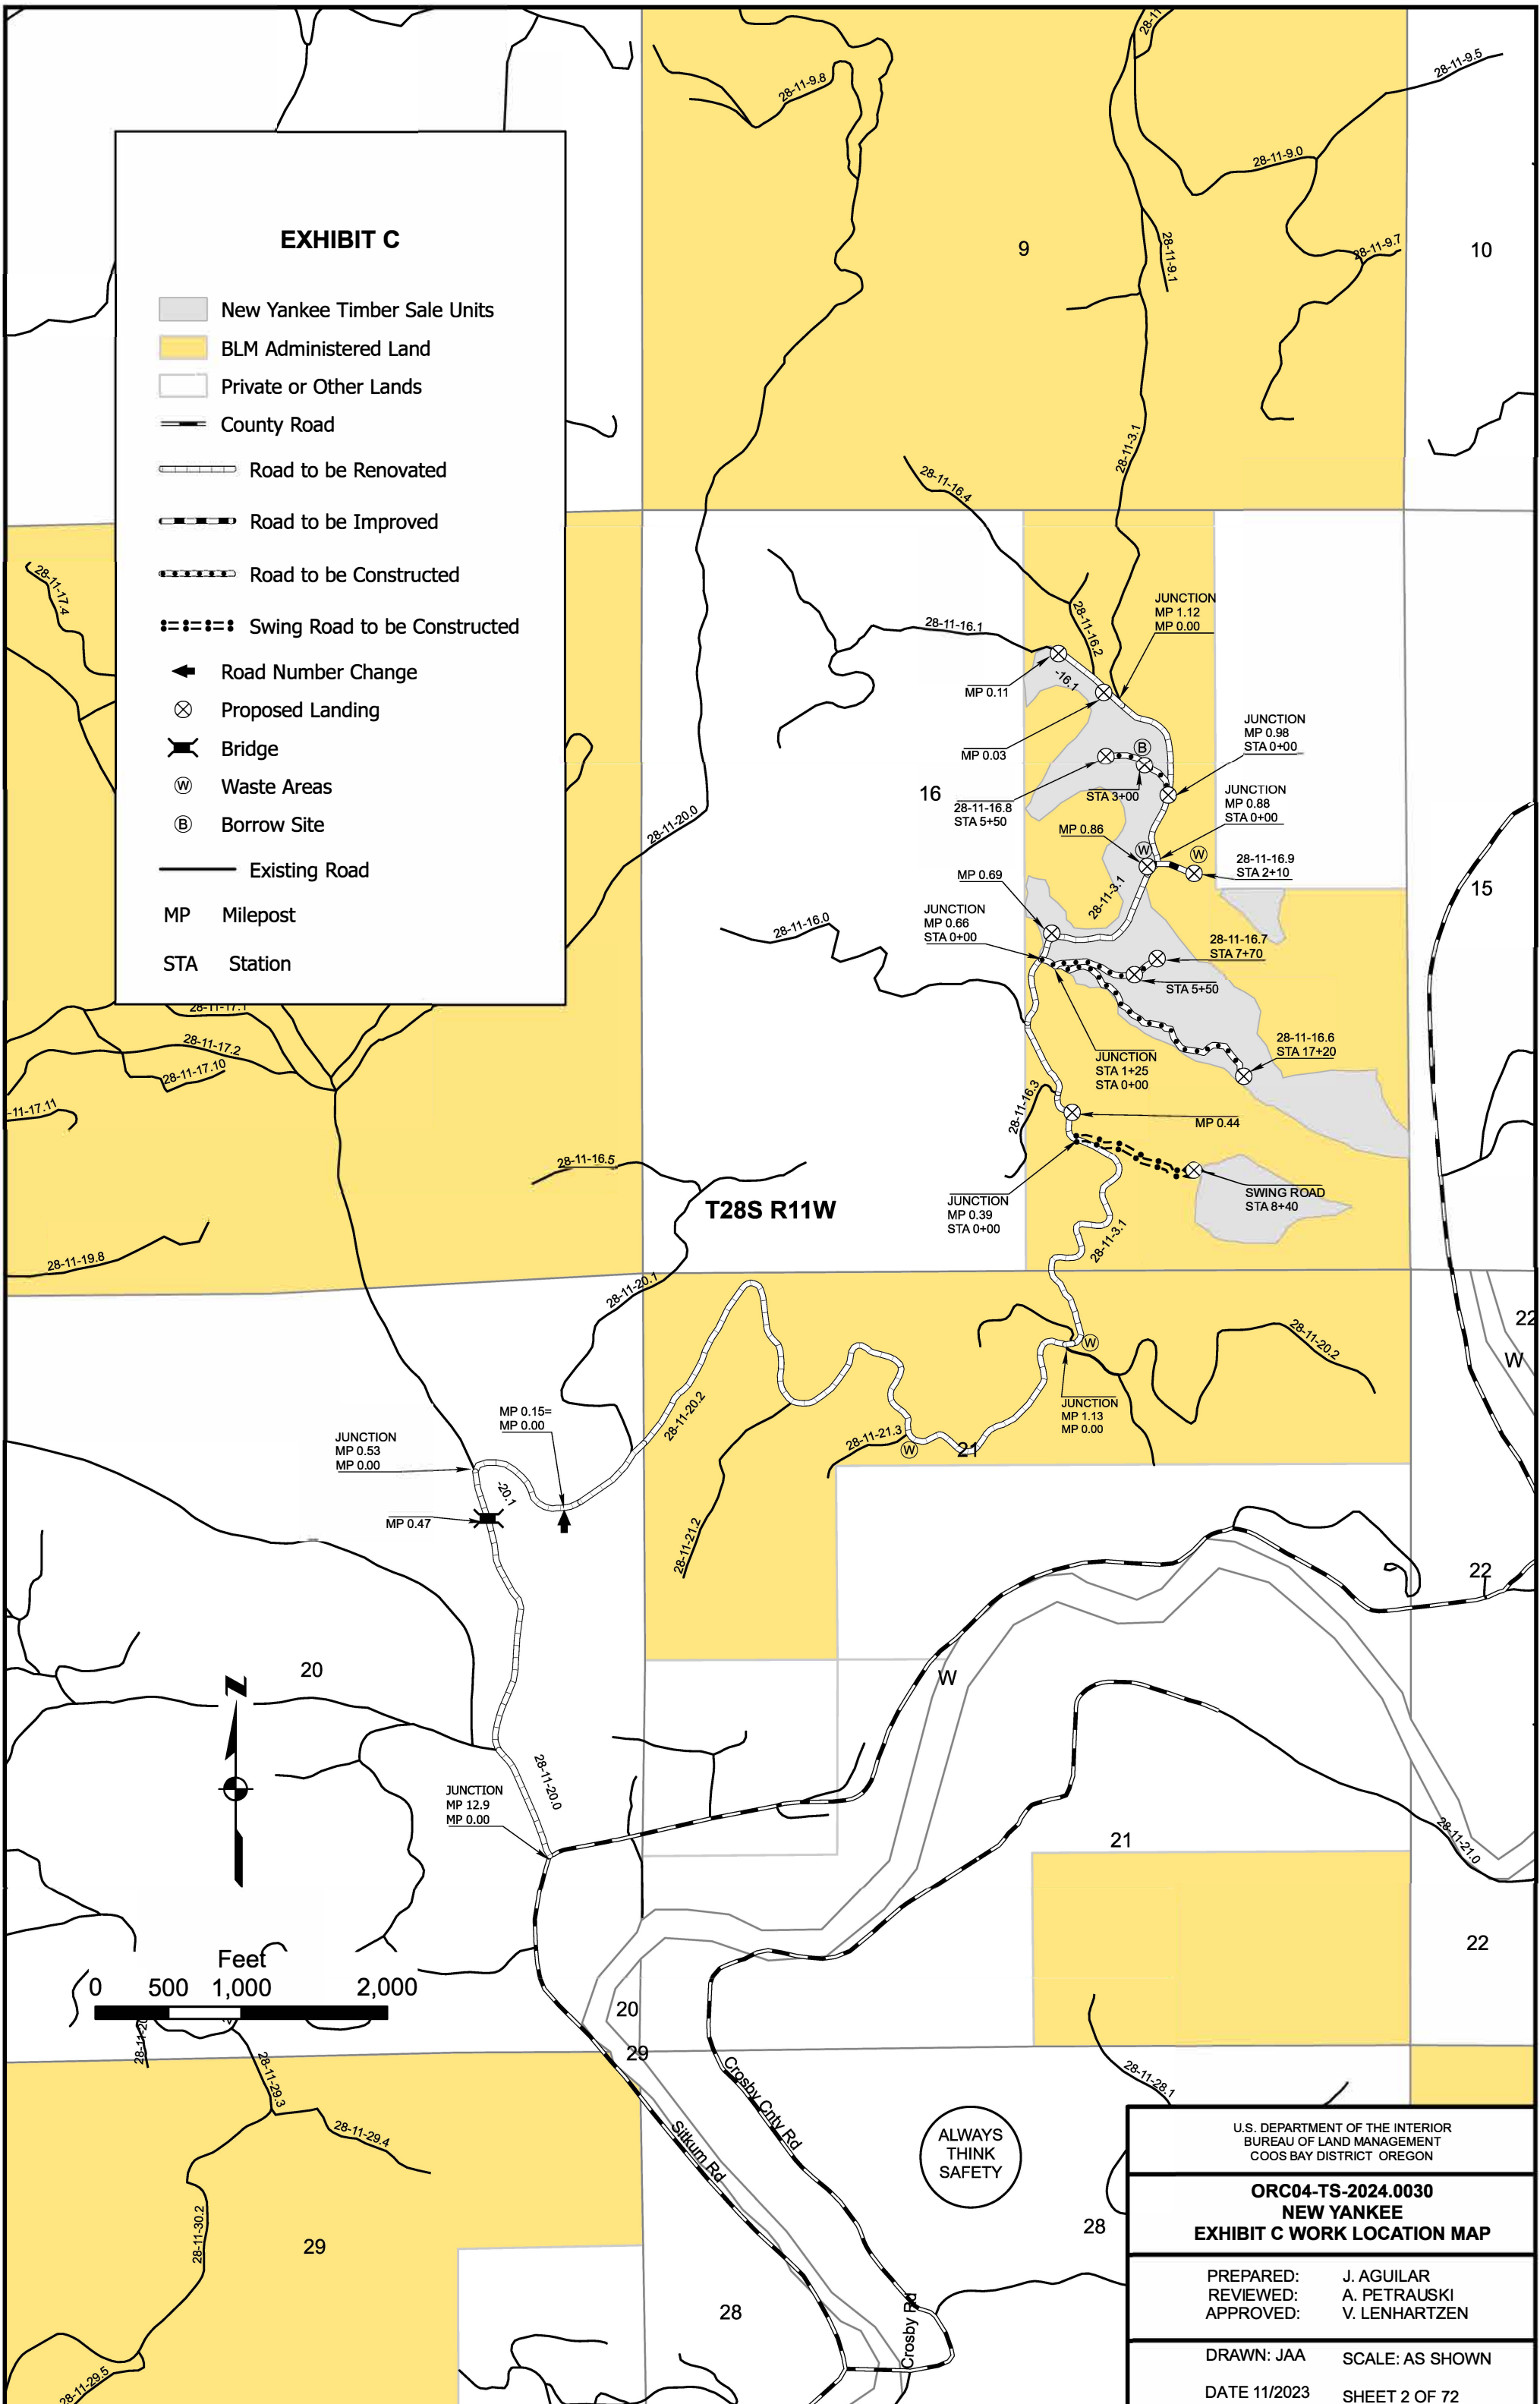 EXHIBIT C
New Yankee Timber Sale Units
BLM Administered Land
Private or Other Lands
County Road
Road to be Renovated
Road to be Improved
Road to be Constructed
Swing Road to be Constructed
Road Number Change
Proposed Landing
Bridge
W Waste Areas
B Borrow Site
Existing Road
MP Milepost
STA Station
28-11-9.8
28-11
28-11-9.5
28-11-9.0
28-11-9.1
28-11-9.7
9
10
28-11-3.1
28-11-16.4
28-11-16.2
28-11-16.1
JUNCTION
MP 1.12
MP 0.00
-16.1
MP 0.11
MP 0.03
JUNCTION
MP 0.98
STA 0+00
B
STA 3+00
16
28-11-16.8
STA 5+50
JUNCTION
MP 0.88
STA 0+00
MP 0.86
W
W
28-11-16.9
STA 2+10
MP 0.69
28-11-3.1
15
JUNCTION
MP 0.66
STA 0+00
28-11-16.0
28-11-16.7
STA 7+70
STA 5+50
28-11-16.6
STA 17+20
JUNCTION
STA 1+25
STA 0+00
28-11-16.3
MP 0.44
SWING ROAD
STA 8+40
JUNCTION
MP 0.39
STA 0+00
28-11-3.1
28-11-17.4
28-11-20.0
28-11-17.1
28-11-17.2
28-11-17.10
-11-17.11
28-11-16.5
T28S R11W
28-11-19.8
28-11-20.1
28-11-20.2
W
28-11-20.2
22
W
JUNCTION
MP 1.13
MP 0.00
MP 0.15=
MP 0.00
JUNCTION
MP 0.53
MP 0.00
28-11-21.3
W
21
-20.1
MP 0.47
28-11-21.2
22
20
N
W
28-11-20.0
JUNCTION
MP 12.9
MP 0.00
21
28-11-21.0
22
Feet
0 500 1,000 2,000
20
29
28-11-20
28-11-29.3
28-11-29.4
28-11-30.2
29
28-11-29.5
Crosby Cnty Rd
Sitkum Rd
Crosby Rd
28
28
28-11-28.1
ALWAYS
THINK
SAFETY
U.S. DEPARTMENT OF THE INTERIOR
BUREAU OF LAND MANAGEMENT
COOS BAY DISTRICT OREGON
ORC04-TS-2024.0030
NEW YANKEE
EXHIBIT C WORK LOCATION MAP
PREPARED: J. AGUILAR
REVIEWED: A. PETRAUSKI
APPROVED: V. LENHARTZEN
DRAWN: JAA SCALE: AS SHOWN
DATE 11/2023 SHEET 2 OF 72